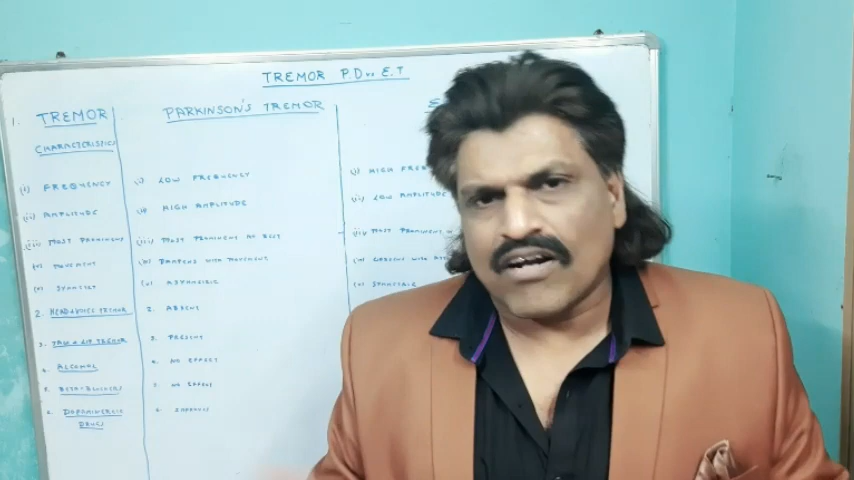 TREMOR P.D vs E.T
1. TREMOR
PARKINSON'S TREMOR
E
CHARACTERISTICS
(i) FREQUENCY
(i) LOW FREQUENCY
(i) HIGH FREQ
(ii) AMPLITUDE
(ii) HIGH AMPLITUDE
(ii) LOW AMPLITUDE
(iii) MOST PROMINENT
(iii) MOST PROMINENT AT REST
(iii) MOST PROMINENT
(iv) MOVEMENT
(iv) DAMPENS WITH MOVEMENT
(iv) WITH
(v) SYMMETRY
(v) ASYMMETRIC
(v) SYMMETRIC
2. HEAD & VOICE TREMOR
2. ABSENT
3. JAW & LIP TREMOR
3. PRESENT
4. ALCOHOL
4. NO EFFECT
5. BETA-BLOCKERS
5. NO EFFECT
6. DOPAMINERGIC
DRUGS
6. IMPROVES